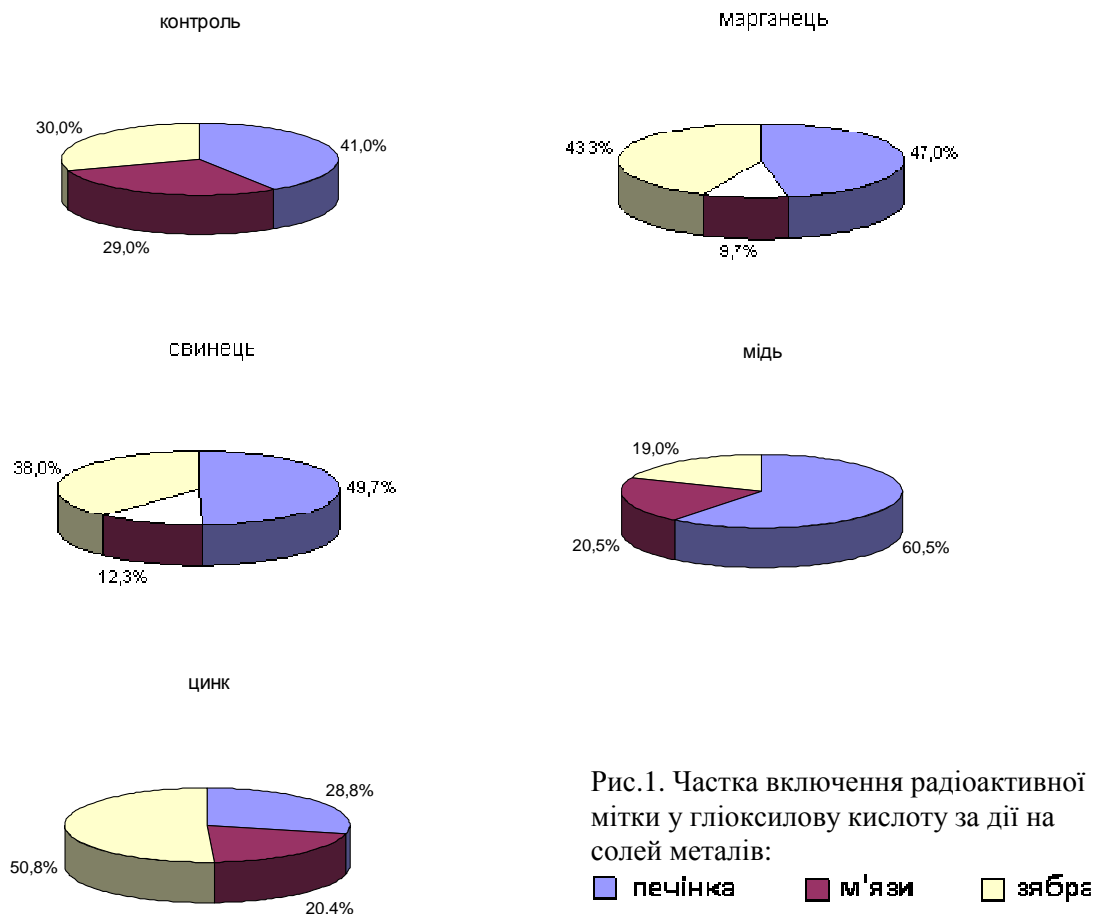 контроль
марганець
30,0%
41,0%
29,0%
43,3%
47,0%
9,7%
свинець
мідь
38,0%
49,7%
12,3%
19,0%
20,5%
60,5%
цинк
28,8%
50,8%
20,4%
Рис.1. Частка включення радіоактивної
мітки у гліоксилову кислоту за дії на
солей металів:
печінка м'язи зябра